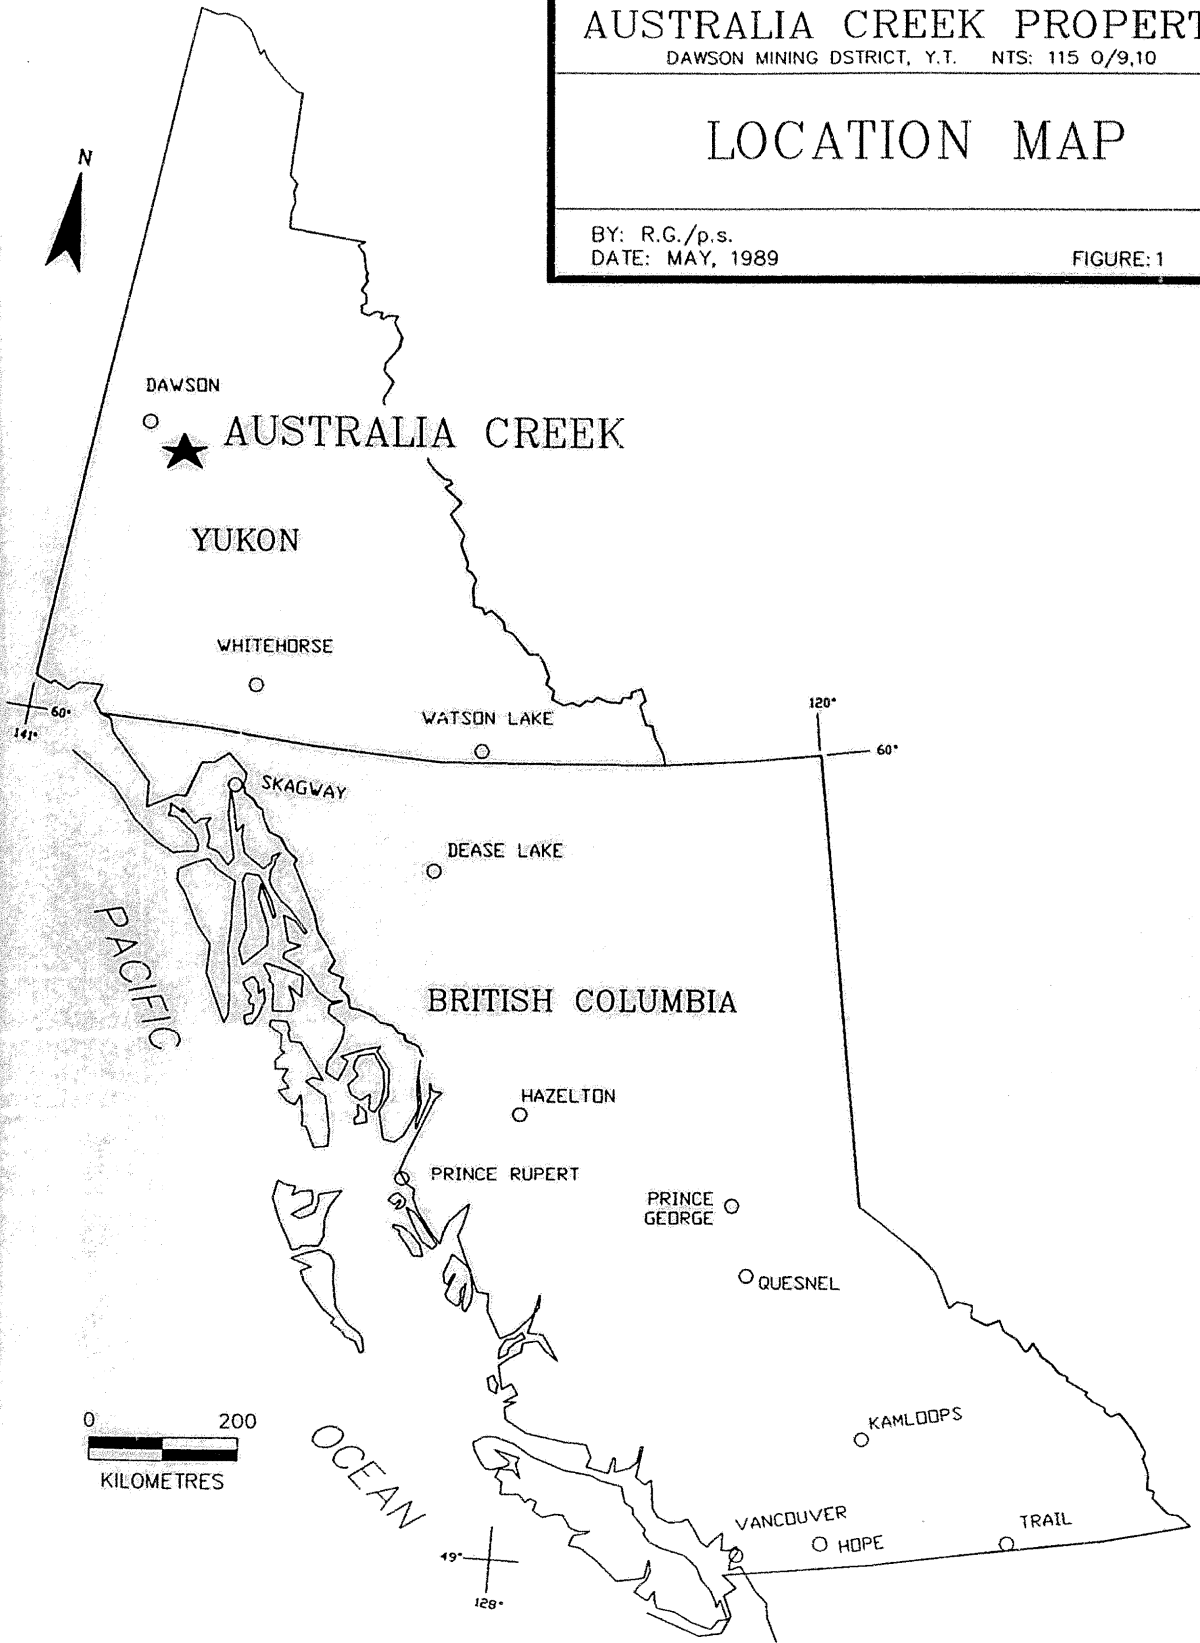 AUSTRALIA CREEK PROPERT
DAWSON MINING DSTRICT, Y.T. NTS: 115 O/9,10
LOCATION MAP
BY: R.G./p.s.
DATE: MAY, 1989
FIGURE: 1
N
DAWSON
AUSTRALIA CREEK
YUKON
WHITEHORSE
WATSON LAKE
120°
60°
141°
60°
SKAGWAY
DEASE LAKE
PACIFIC
BRITISH COLUMBIA
HAZELTON
PRINCE RUPERT
PRINCE
GEORGE
QUESNEL
0 200
KILOMETRES
OCEAN
KAMLOOPS
VANCOUVER
HOPE
TRAIL
49°
128°